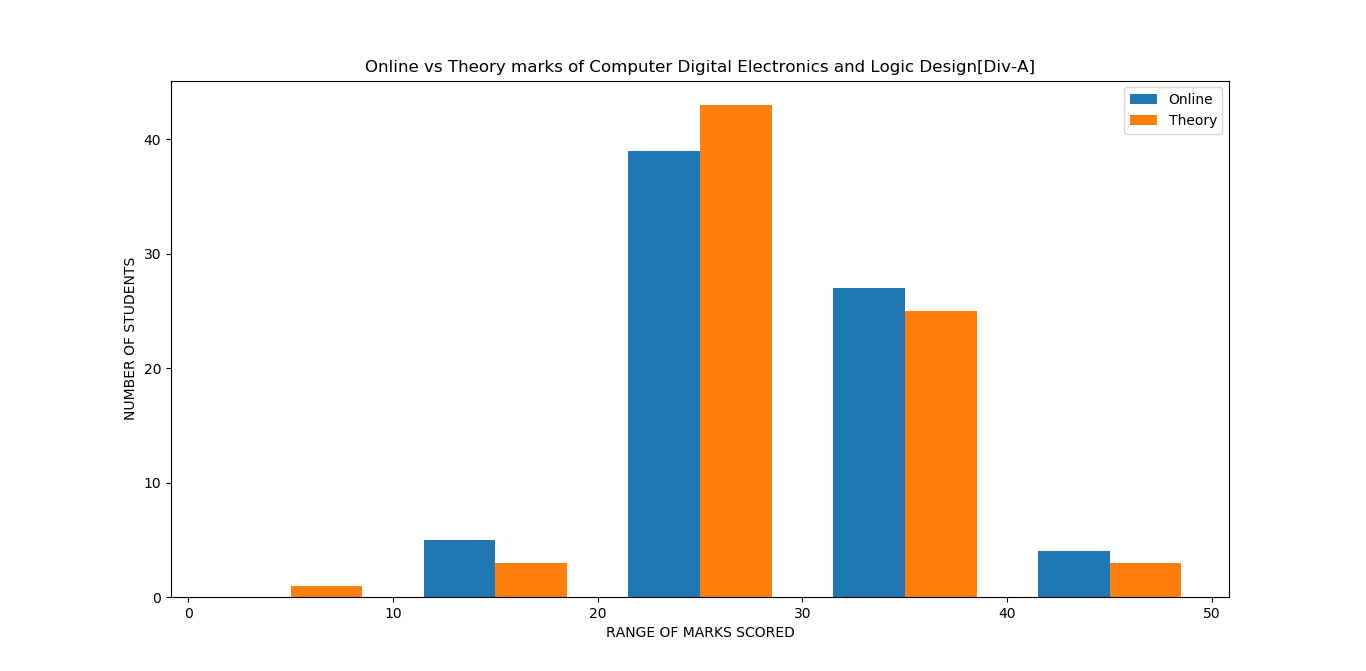 Online vs Theory marks of Computer Digital Electronics and Logic Design[Div-A]
Online
Theory
NUMBER OF STUDENTS
40
30
20
10
0
0 10 20 30 40 50
RANGE OF MARKS SCORED